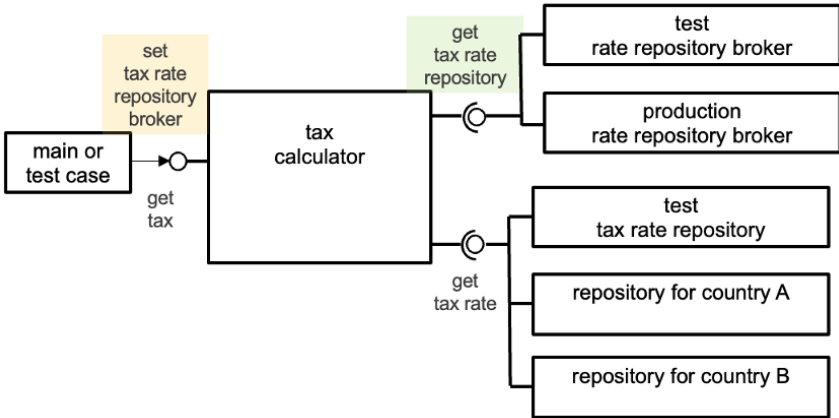 set
tax rate
repository
broker
main or
test case
get
tax
tax
calculator
get
tax rate
repository
test
rate repository broker
production
rate repository broker
get
tax rate
test
tax rate repository
repository for country A
repository for country B